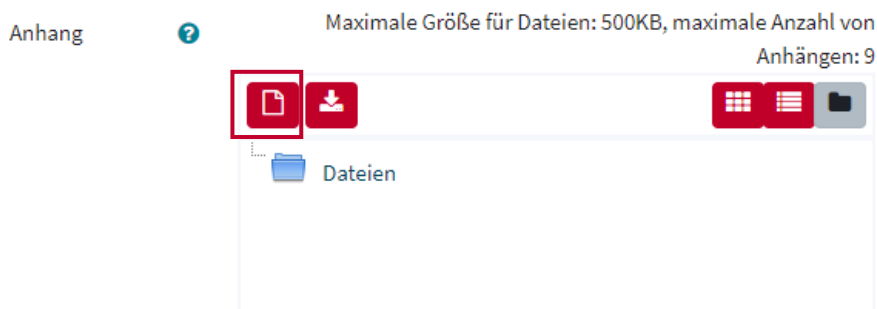 Anhang
Maximale Größe für Dateien: 500KB, maximale Anzahl von
Anhängen: 9
Dateien